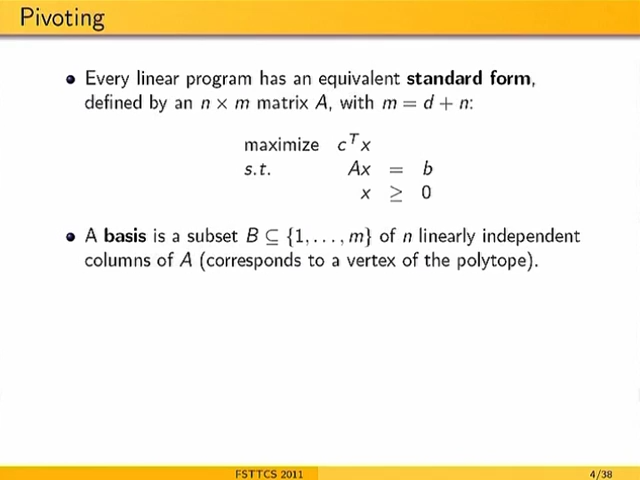 Pivoting
• Every linear program has an equivalent standard form,
defined by an n × m matrix A, with m = d + n:
maximize cᵀx
s.t. Ax = b
x ≥ 0
• A basis is a subset B ⊆ {1, . . . , m} of n linearly independent
columns of A (corresponds to a vertex of the polytope).
FSTTCS 2011 4/38